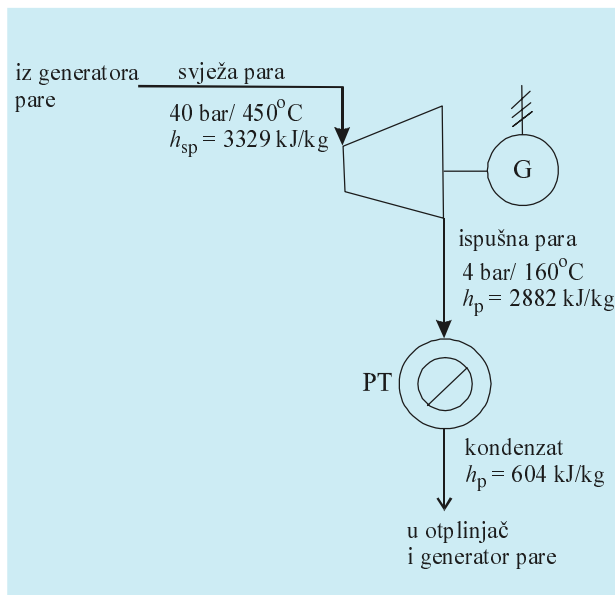 iz generatora
pare
svježa para
40 bar/ 450°C
h_sp = 3329 kJ/kg
G
ispušna para
4 bar/ 160°C
h_p = 2882 kJ/kg
PT
kondenzat
h_p = 604 kJ/kg
u otplinjač
i generator pare